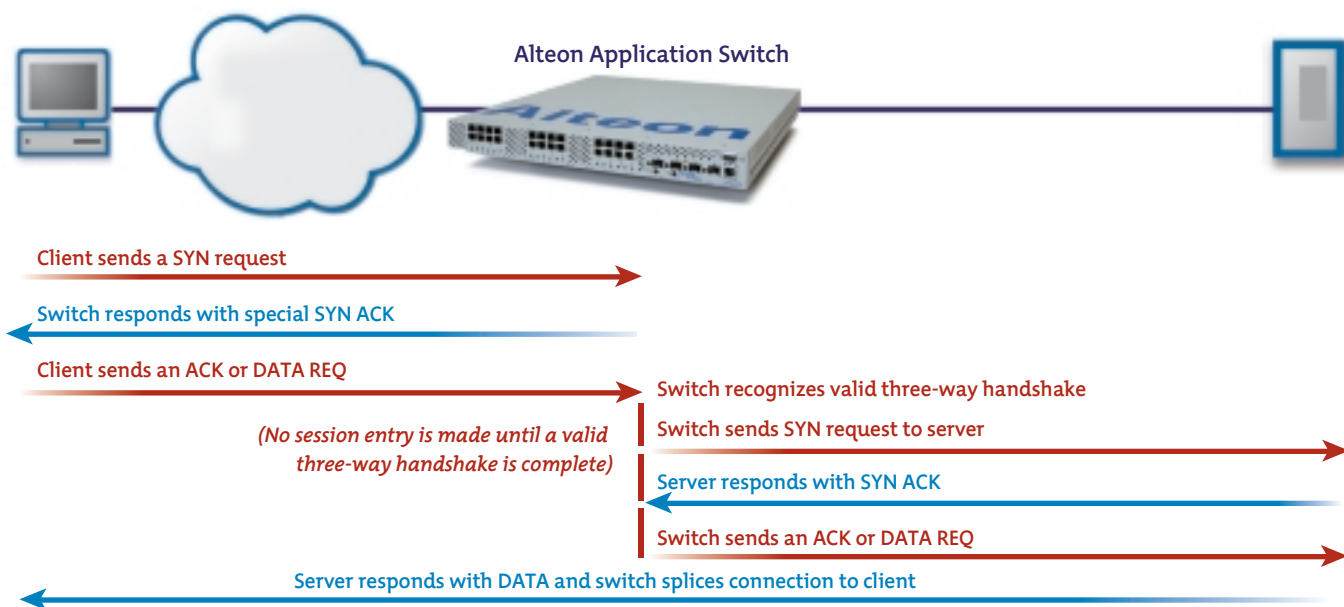 Alteon Application Switch
Alteon
Client sends a SYN request
Switch responds with special SYN ACK
Client sends an ACK or DATA REQ
Switch recognizes valid three-way handshake
(No session entry is made until a valid
three-way handshake is complete)
Switch sends SYN request to server
Server responds with SYN ACK
Switch sends an ACK or DATA REQ
Server responds with DATA and switch splices connection to client